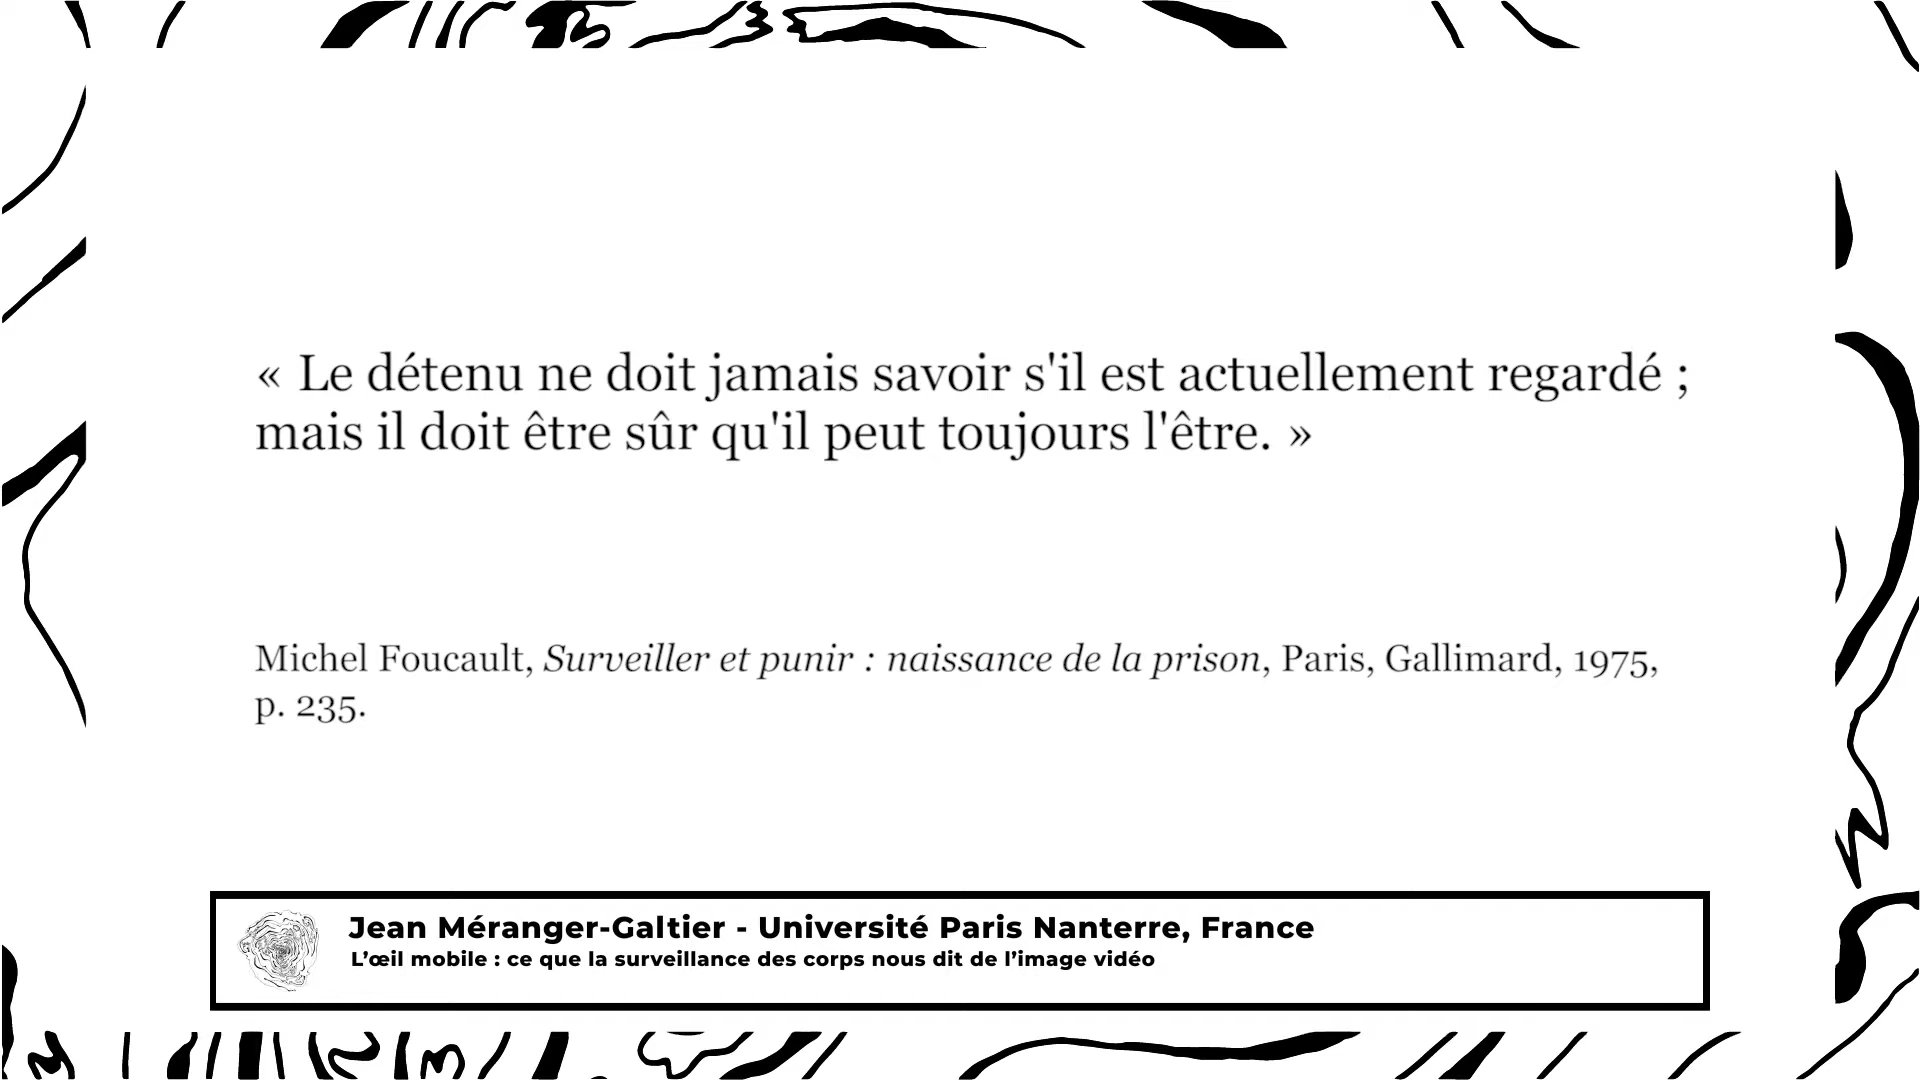 « Le détenu ne doit jamais savoir s'il est actuellement regardé ;
mais il doit être sûr qu'il peut toujours l'être. »
Michel Foucault, Surveiller et punir : naissance de la prison, Paris, Gallimard, 1975,
p. 235.
Jean Méranger-Galtier - Université Paris Nanterre, France
L’œil mobile : ce que la surveillance des corps nous dit de l’image vidéo